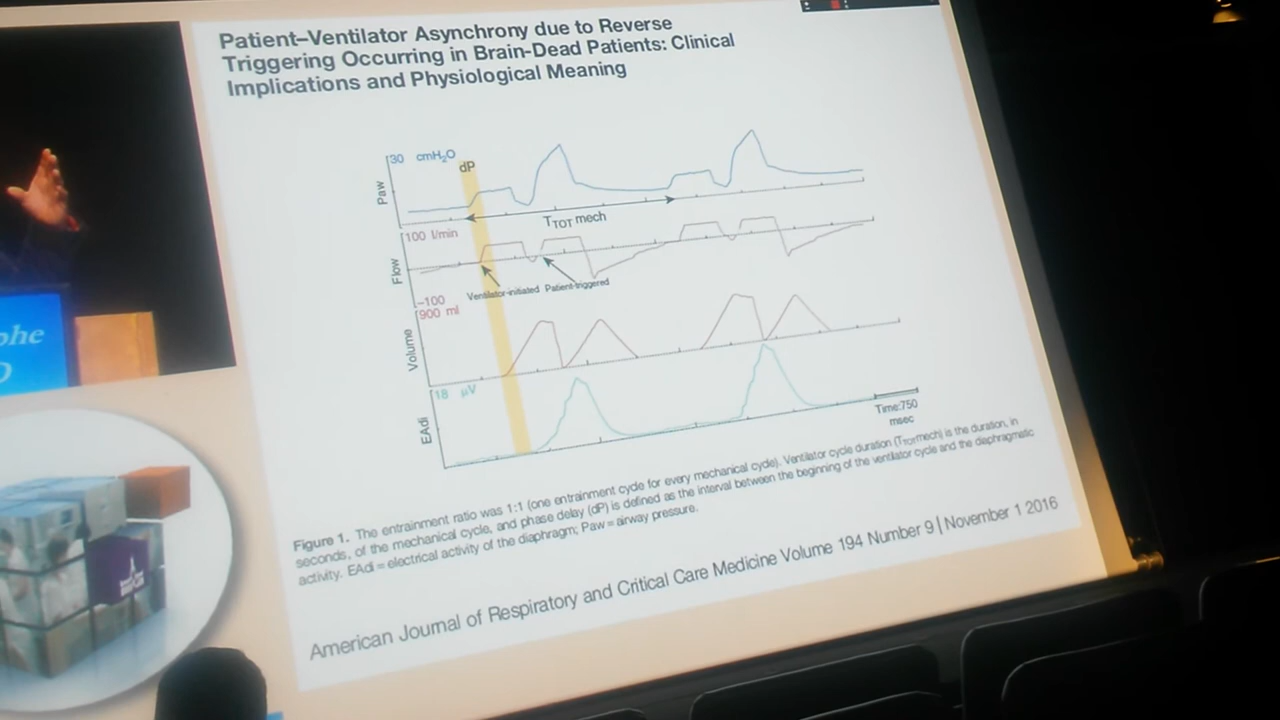 Patient–Ventilator Asynchrony due to Reverse
Triggering Occurring in Brain-Dead Patients: Clinical
Implications and Physiological Meaning
30 cmH2O
dP
Paw
TTOT mech
100 l/min
Flow
Ventilator-initiated Patient-triggered
–100
900 ml
Volume
18 μV
EAdi
Time:750
msec
Figure 1. The entrainment ratio was 1:1 (one entrainment cycle for every mechanical cycle). Ventilator cycle duration (TTOTmech) is the duration, in
seconds, of the mechanical cycle, and phase delay (dP) is defined as the interval between the beginning of the ventilator cycle and the diaphragmatic
activity. EAdi = electrical activity of the diaphragm; Paw = airway pressure.
American Journal of Respiratory and Critical Care Medicine Volume 194 Number 9 | November 1 2016
phe